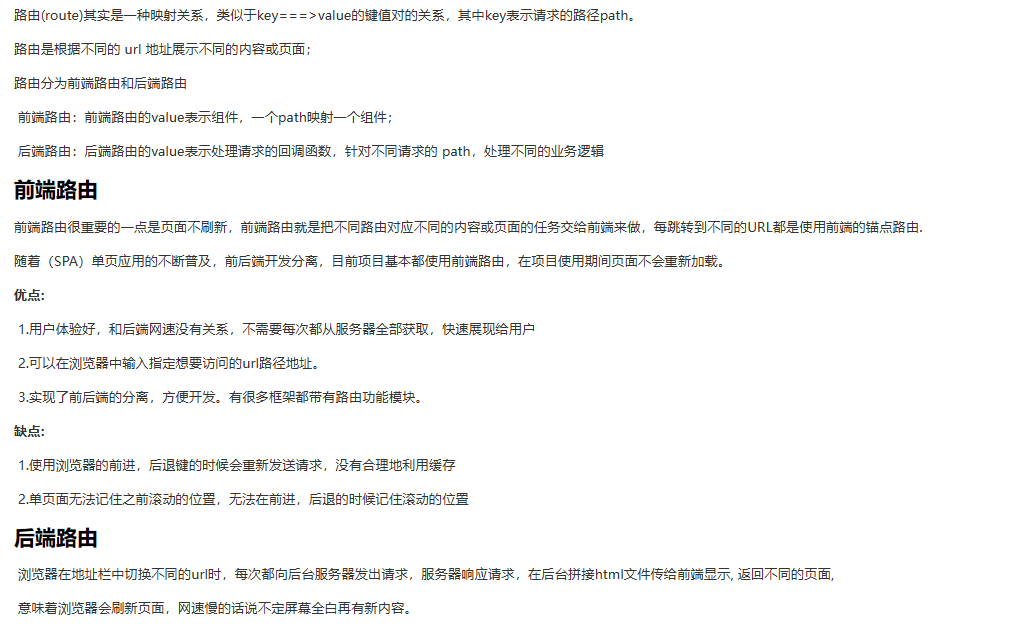 路由(route)其实是一种映射关系，类似于key===>value的键值对的关系，其中key表示请求的路径path。
路由是根据不同的 url 地址展示不同的内容或页面；
路由分为前端路由和后端路由
前端路由：前端路由的value表示组件，一个path映射一个组件；
后端路由：后端路由的value表示处理请求的回调函数，针对不同请求的 path，处理不同的业务逻辑
前端路由
前端路由很重要的一点是页面不刷新，前端路由就是把不同路由对应不同的内容或页面的任务交给前端来做，每跳转到不同的URL都是使用前端的锚点路由.
随着（SPA）单页应用的不断普及，前后端开发分离，目前项目基本都使用前端路由，在项目使用期间页面不会重新加载。
优点:
1.用户体验好，和后端网速没有关系，不需要每次都从服务器全部获取，快速展现给用户
2.可以在浏览器中输入指定想要访问的url路径地址。
3.实现了前后端的分离，方便开发。有很多框架都带有路由功能模块。
缺点:
1.使用浏览器的前进，后退键的时候会重新发送请求，没有合理地利用缓存
2.单页面无法记住之前滚动的位置，无法在前进，后退的时候记住滚动的位置
后端路由
浏览器在地址栏中切换不同的url时，每次都向后台服务器发出请求，服务器响应请求，在后台拼接html文件传给前端显示, 返回不同的页面,
意味着浏览器会刷新页面，网速慢的话说不定屏幕全白再有新内容。